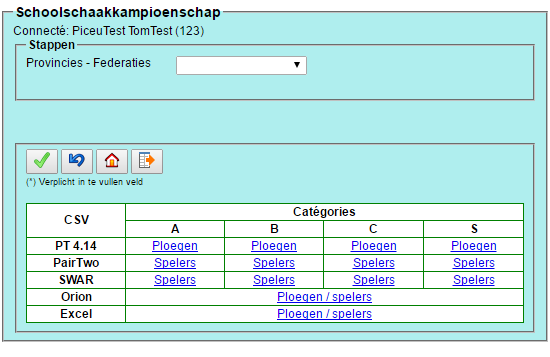 Schoolschaakkampioenschap
Connecté: PiceuTest TomTest (123)
Stappen
Provincies - Federaties
(*) Verplicht in te vullen veld
CSV Catégories
A B C S
PT 4.14 Ploegen Ploegen Ploegen Ploegen
PairTwo Spelers Spelers Spelers Spelers
SWAR Spelers Spelers Spelers Spelers
Orion Ploegen / spelers
Excel Ploegen / spelers